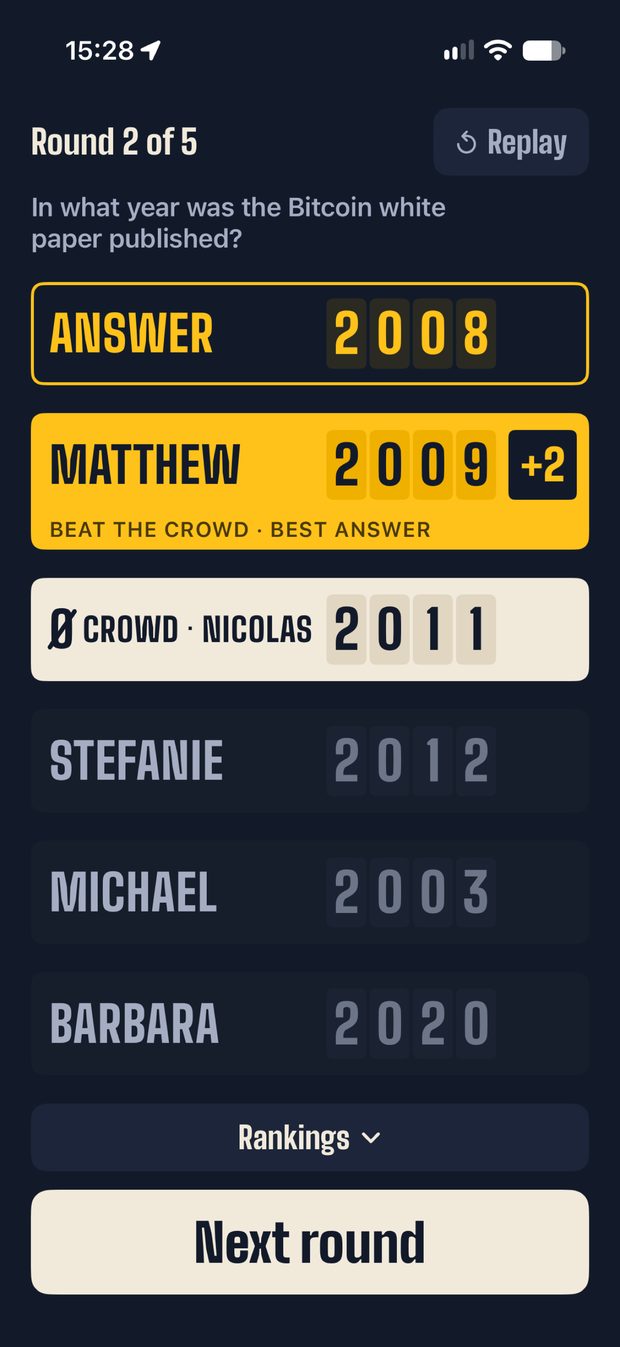 15:28
Round 2 of 5
Replay
In what year was the Bitcoin white
paper published?
ANSWER 2008
MATTHEW 2009 +2
BEAT THE CROWD · BEST ANSWER
Ø CROWD · NICOLAS 2011
STEFANIE 2012
MICHAEL 2003
BARBARA 2020
Rankings
Next round